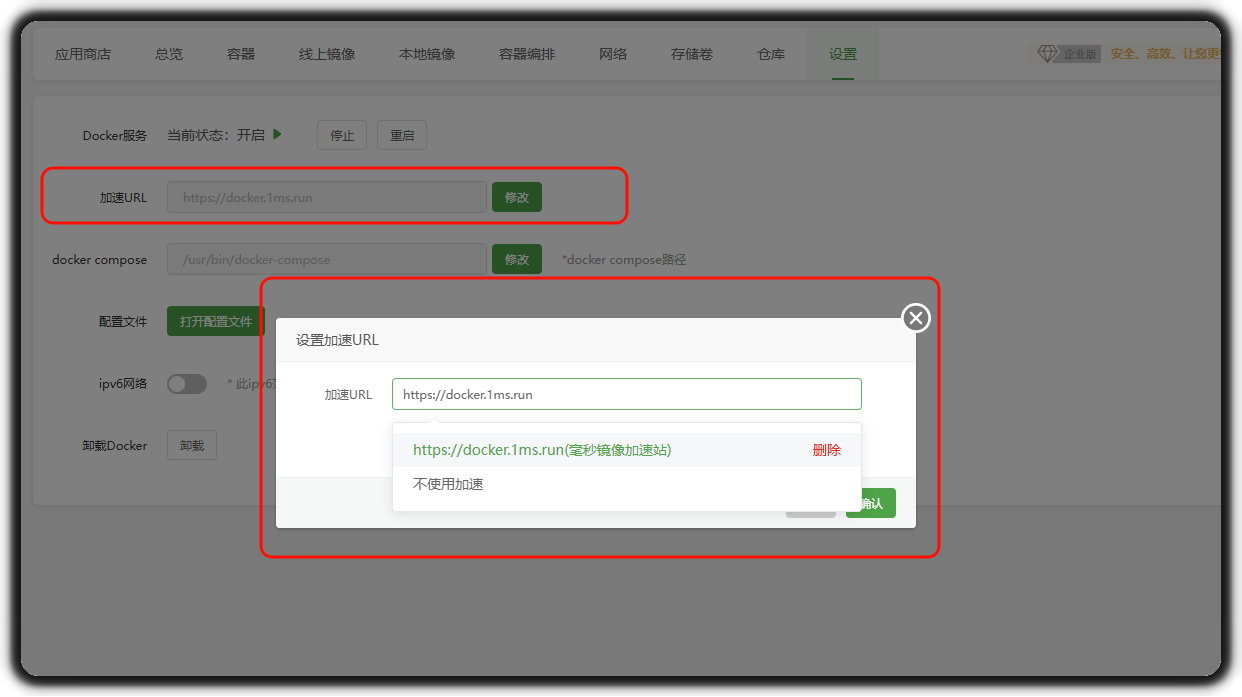 应用商店 总览 容器 线上镜像 本地镜像 容器编排 网络 存储卷 仓库 设置 企业版 安全、高效、让您更
Docker服务 当前状态：开启 停止 重启
加速URL https://docker.1ms.run 修改
docker compose /usr/bin/docker-compose 修改 *docker compose路径
配置文件 打开配置文件
ipv6网络 * 此ipv6
卸载Docker 卸载
设置加速URL
加速URL https://docker.1ms.run
https://docker.1ms.run(毫秒镜像加速站) 删除
不使用加速
确认